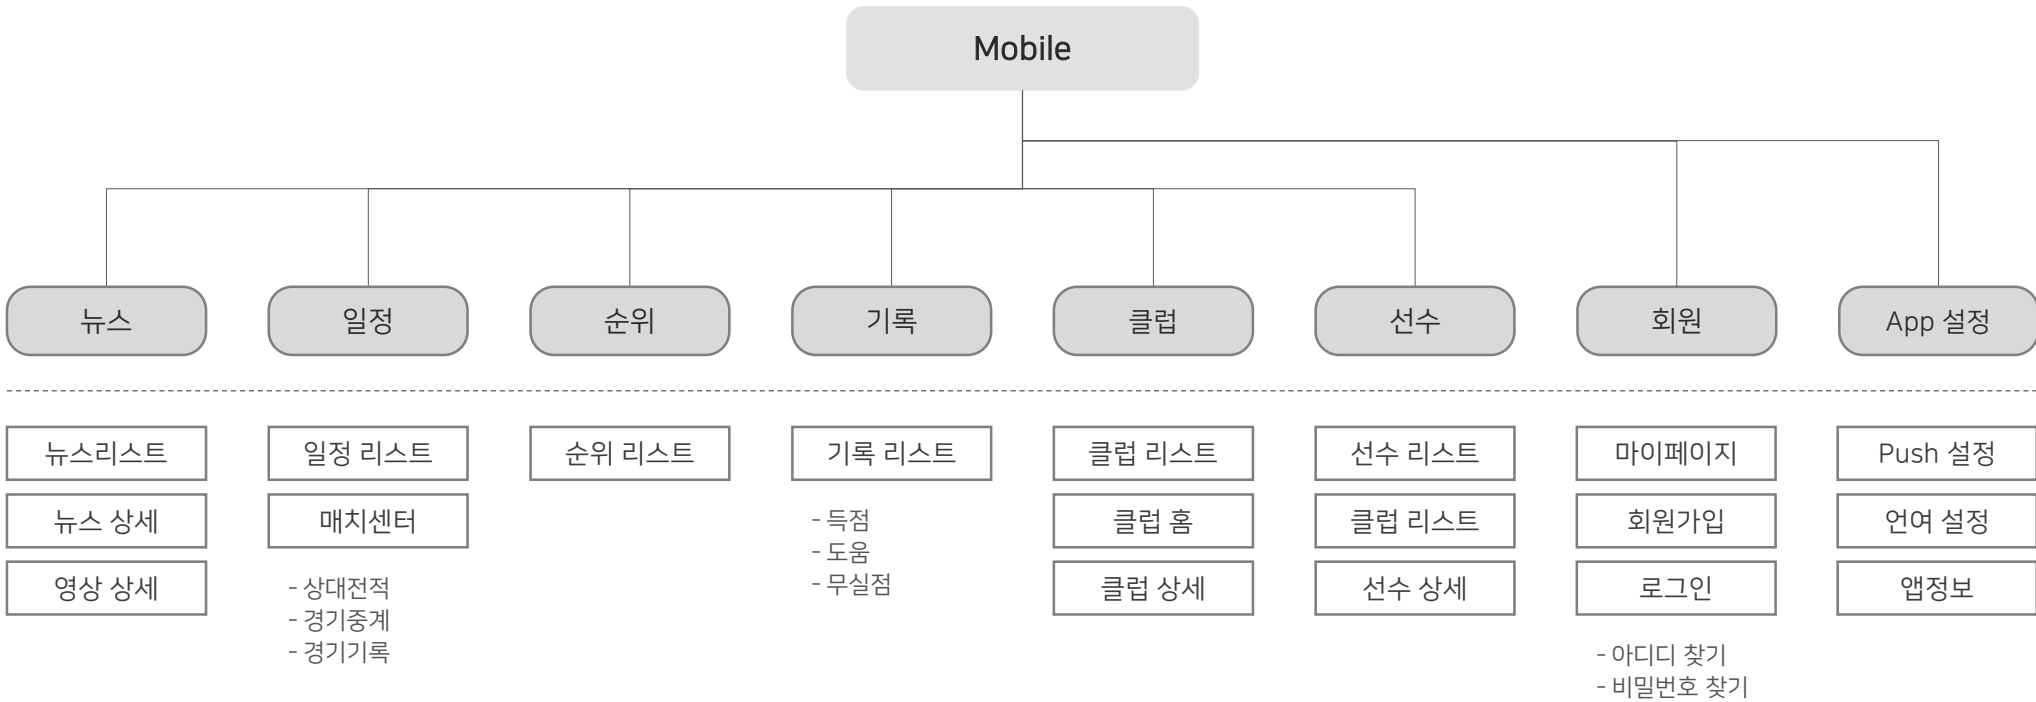 Mobile
뉴스
일정
순위
기록
클럽
선수
회원
App 설정
뉴스리스트
뉴스 상세
영상 상세
일정 리스트
매치센터
- 상대전적
- 경기중계
- 경기기록
순위 리스트
기록 리스트
- 득점
- 도움
- 무실점
클럽 리스트
클럽 홈
클럽 상세
선수 리스트
클럽 리스트
선수 상세
마이페이지
회원가입
로그인
- 아디디 찾기
- 비밀번호 찾기
Push 설정
언여 설정
앱정보